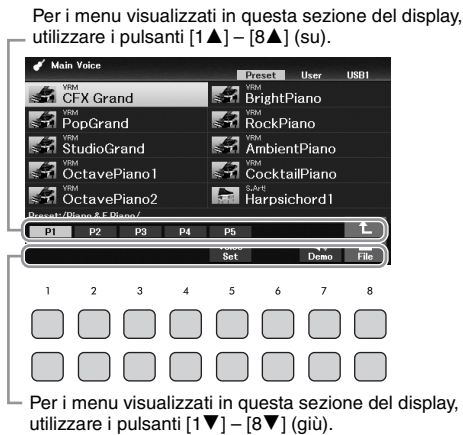 Per i menu visualizzati in questa sezione del display,
utilizzare i pulsanti [1▲] – [8▲] (su).
Main Voice
Preset User USB1
VRM VRM
CFX Grand BrightPiano
VRM VRM
PopGrand RockPiano
VRM VRM
StudioGrand AmbientPiano
VRM VRM
OctavePiano1 CocktailPiano
VRM S.Art!
OctavePiano2 Harpsichord1
Preset:/Piano & E.Piano/
P1 P2 P3 P4 P5
Voice
Set Demo File
1 2 3 4 5 6 7 8
Per i menu visualizzati in questa sezione del display,
utilizzare i pulsanti [1▼] – [8▼] (giù).